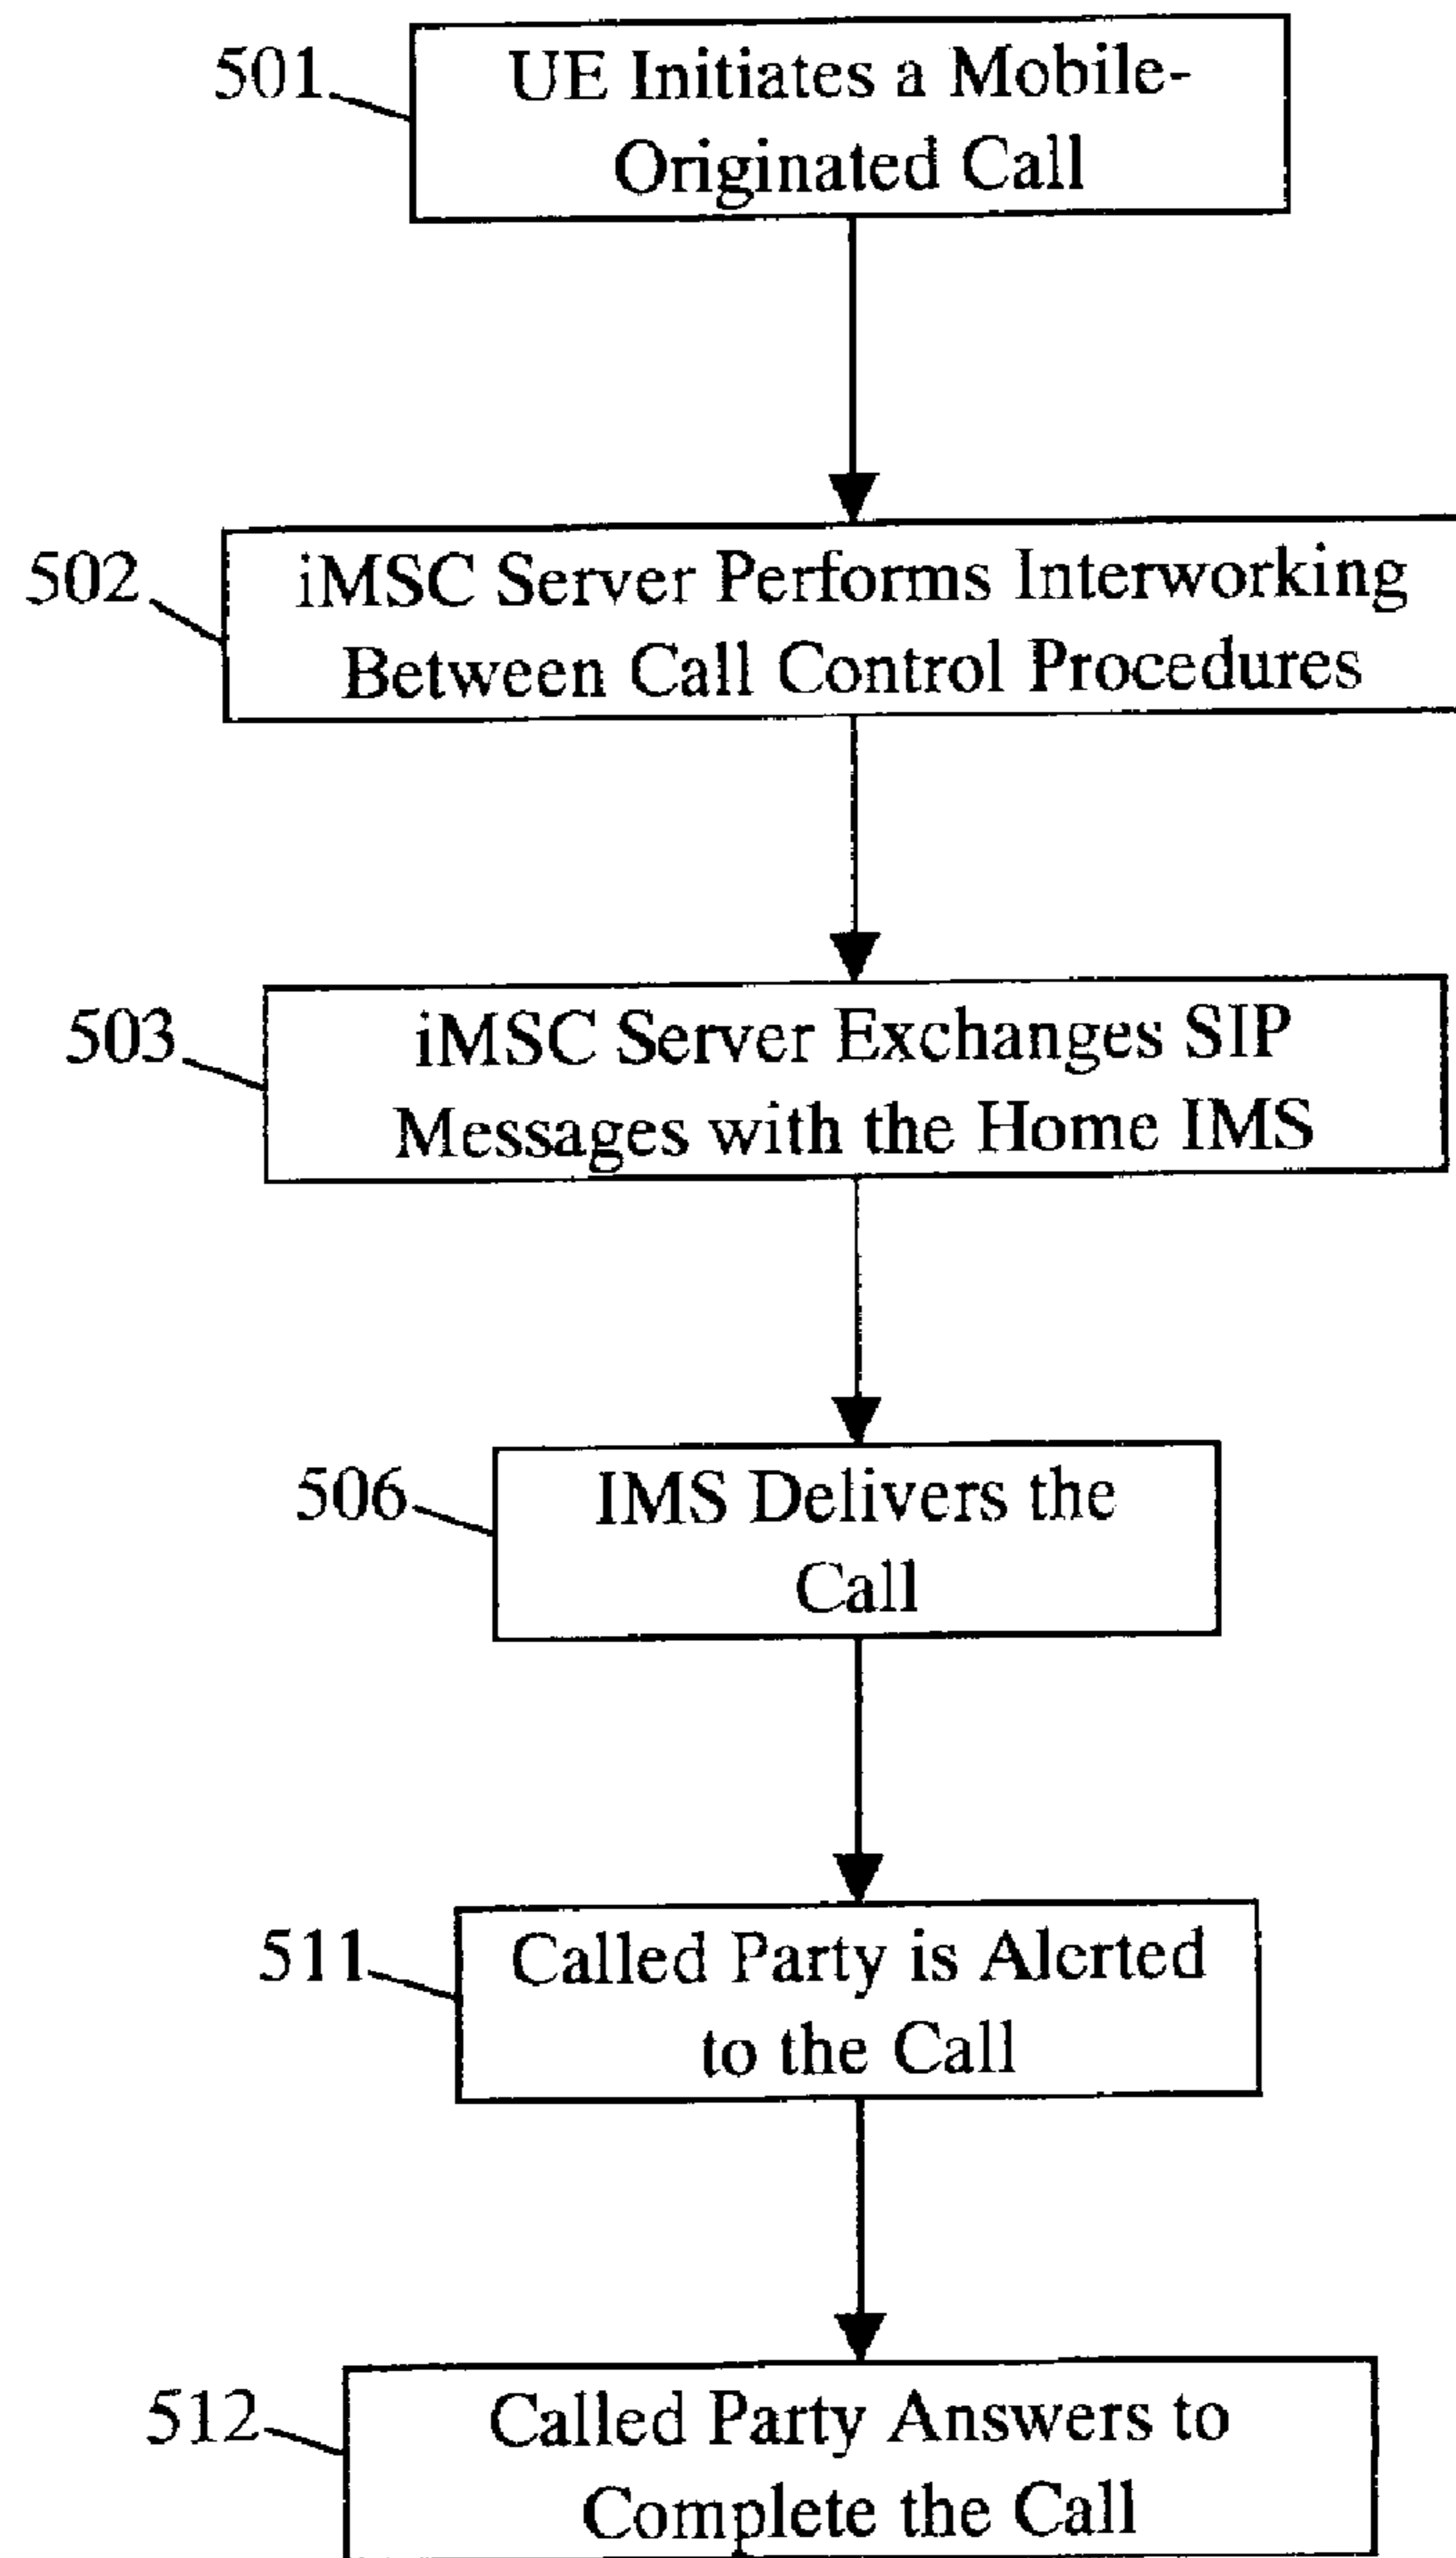 501
UE Initiates a Mobile-
Originated Call
502
iMSC Server Performs Interworking
Between Call Control Procedures
503
iMSC Server Exchanges SIP
Messages with the Home IMS
506
IMS Delivers the
Call
511
Called Party is Alerted
to the Call
512
Called Party Answers to
Complete the Call